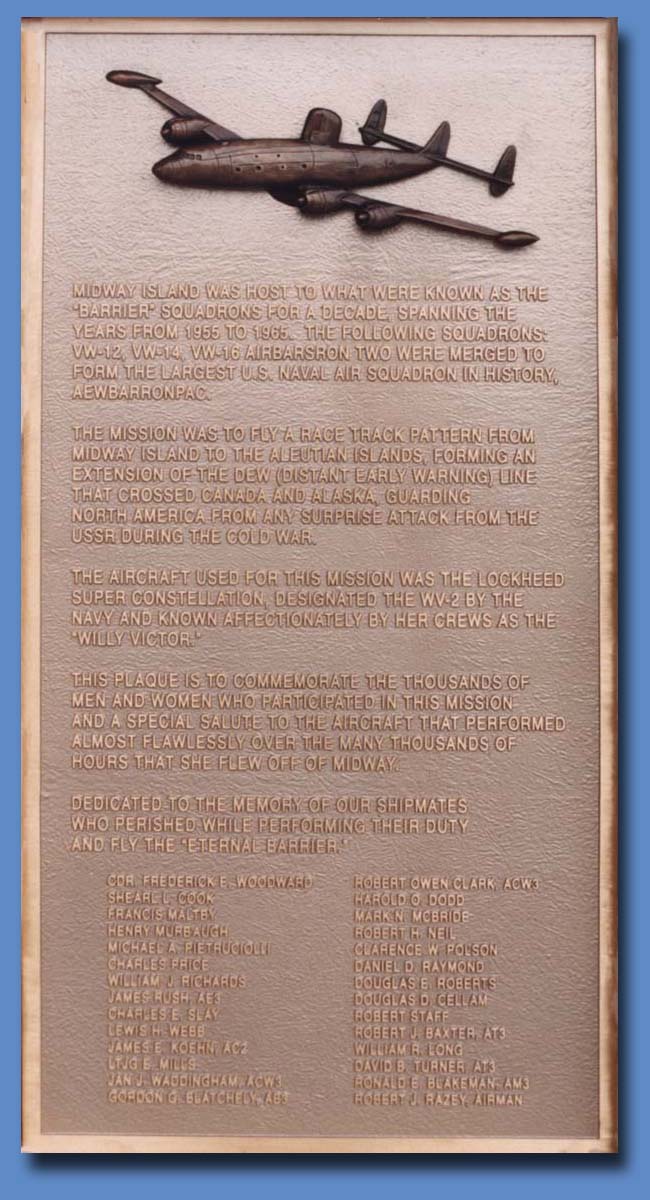 MIDWAY ISLAND WAS HOST TO WHAT WERE KNOWN AS THE
"BARRIER" SQUADRONS FOR A DECADE, SPANNING THE
YEARS FROM 1955 TO 1965. THE FOLLOWING SQUADRONS:
VW-12, VW-14, VW-16 AIRBARSRON TWO WERE MERGED TO
FORM THE LARGEST U.S. NAVAL AIR SQUADRON IN HISTORY,
AEWBARRONPAC.
THE MISSION WAS TO FLY A RACE TRACK PATTERN FROM
MIDWAY ISLAND TO THE ALEUTIAN ISLANDS, FORMING AN
EXTENSION OF THE DEW (DISTANT EARLY WARNING) LINE
THAT CROSSED CANADA AND ALASKA, GUARDING
NORTH AMERICA FROM ANY SURPRISE ATTACK FROM THE
USSR DURING THE COLD WAR.
THE AIRCRAFT USED FOR THIS MISSION WAS THE LOCKHEED
SUPER CONSTELLATION, DESIGNATED THE WV-2 BY THE
NAVY AND KNOWN AFFECTIONATELY BY HER CREWS AS THE
"WILLY VICTOR."
THIS PLAQUE IS TO COMMEMORATE THE THOUSANDS OF
MEN AND WOMEN WHO PARTICIPATED IN THIS MISSION
AND A SPECIAL SALUTE TO THE AIRCRAFT THAT PERFORMED
ALMOST FLAWLESSLY OVER THE MANY THOUSANDS OF
HOURS THAT SHE FLEW OFF OF MIDWAY.
DEDICATED TO THE MEMORY OF OUR SHIPMATES
WHO PERISHED WHILE PERFORMING THEIR DUTY
AND FLY THE "ETERNAL BARRIER."
CDR. FREDERICK E. WOODWARD
SHEARL L. COOK
FRANCIS MALTBY
HENRY MURBAUGH
MICHAEL A. PIETRUCIOLLI
CHARLES PRICE
WILLIAM J. RICHARDS
JAMES RUSH, AE3
CHARLES E. SLAY
LEWIS H. WEBB
JAMES E. KOEHN, AC2
LTJG E. MILLS
JAN J. WADDINGHAM, ACW3
GORDON G. BLATCHELY, AB3
ROBERT OWEN CLARK, ACW3
HAROLD O. DODD
MARK N. MCBRIDE
ROBERT H. NEIL
CLARENCE W. POLSON
DANIEL D. RAYMOND
DOUGLAS E. ROBERTS
DOUGLAS D. CELLAM
ROBERT STAFF
ROBERT J. BAXTER, AT3
WILLIAM R. LONG
DAVID B. TURNER, AT3
RONALD E. BLAKEMAN, AM3
ROBERT J. RAZEY, AIRMAN